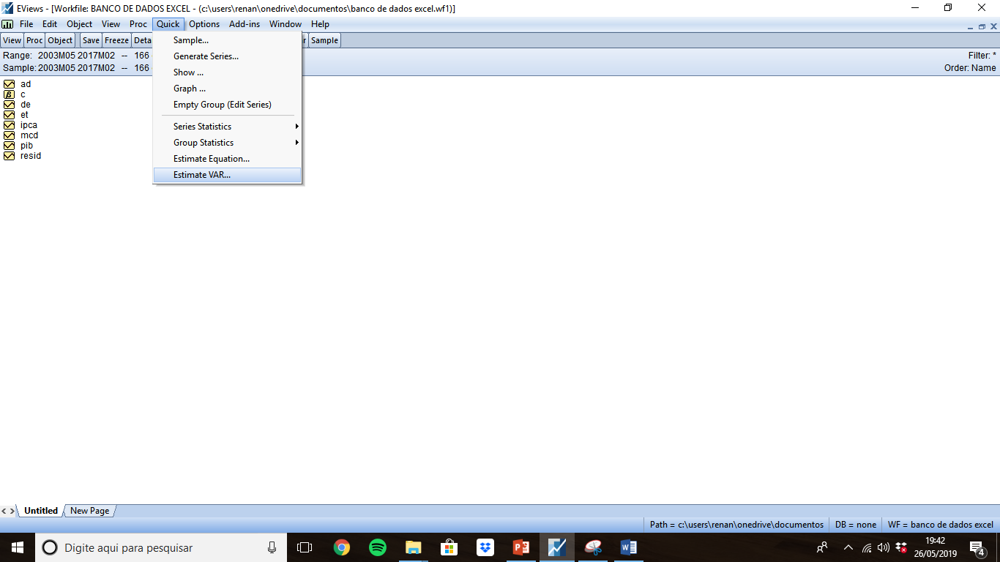 EViews - [Workfile: BANCO DE DADOS EXCEL - (c:\users\renan\onedrive\documentos\banco de dados excel.wf1)]
File Edit Object View Proc Quick Options Add-ins Window Help
View Proc Object Save Freeze Deta r Sample
Range: 2003M05 2017M02 -- 166
Filter: *
Sample: 2003M05 2017M02 -- 166
Order: Name
Sample...
Generate Series...
Show ...
Graph ...
Empty Group (Edit Series)
Series Statistics
Group Statistics
Estimate Equation...
Estimate VAR...
ad
β c
de
et
ipca
mcd
pib
resid
< > Untitled New Page
Path = c:\users\renan\onedrive\documentos DB = none WF = banco de dados excel
Digite aqui para pesquisar
19:42
26/05/2019
4